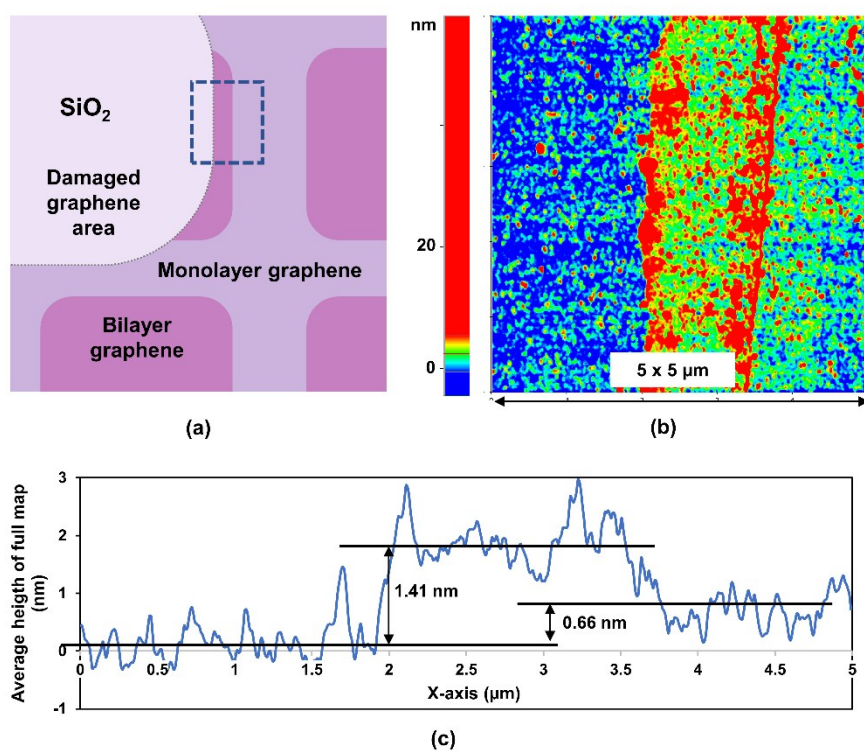 SiO₂
Damaged
graphene
area
Monolayer graphene
Bilayer
graphene
(a)
nm
20
0
5 x 5 µm
(b)
Average heigth of full map
(nm)
3
2
1
0
-1
1.41 nm
0.66 nm
0 0.5 1 1.5 2 2.5 3 3.5 4 4.5 5
X-axis (µm)
(c)